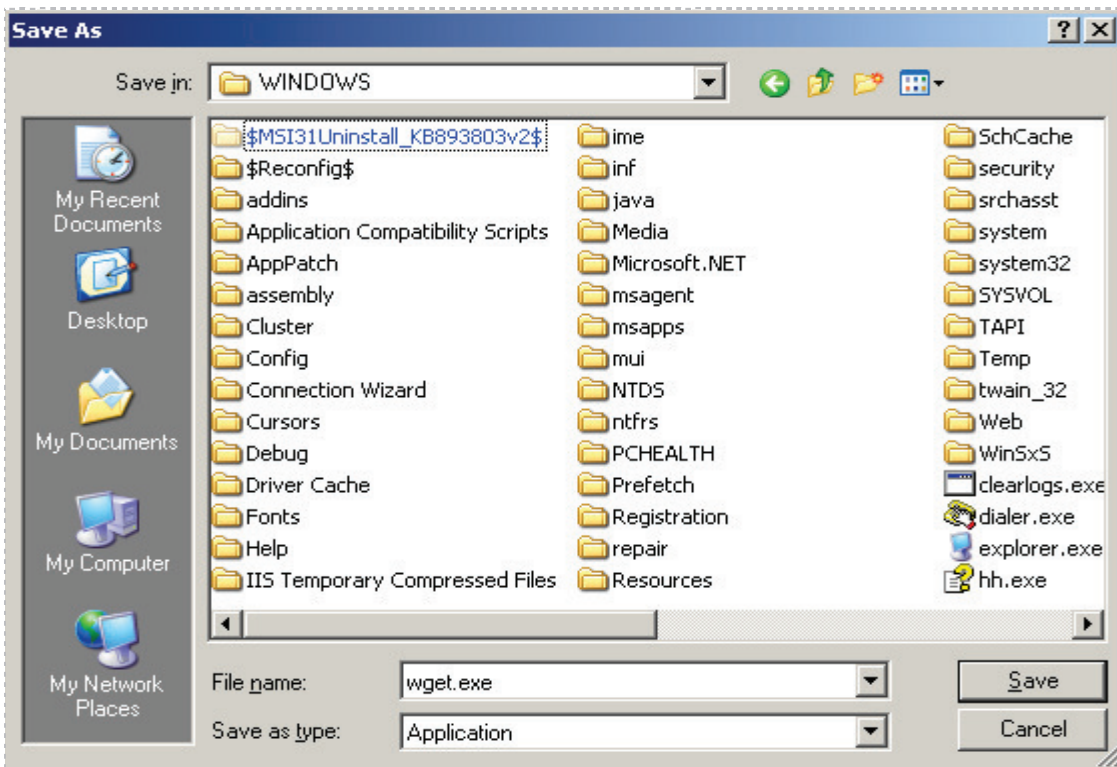 Save As
Save in:
WINDOWS
My Recent
Documents
Desktop
My Documents
My Computer
My Network
Places
$MSI31Uninstall_KB893803v2$
$Reconfig$
addins
Application Compatibility Scripts
AppPatch
assembly
Cluster
Config
Connection Wizard
Cursors
Debug
Driver Cache
Fonts
Help
IIS Temporary Compressed Files
ime
inf
java
Media
Microsoft.NET
msagent
msapps
mui
NTDS
ntfrs
PCHEALTH
Prefetch
Registration
repair
Resources
SchCache
security
srchasst
system
system32
SYSVOL
TAPI
Temp
twain_32
Web
WinSxS
clearlogs.exe
dialer.exe
explorer.exe
hh.exe
File name:
wget.exe
Save
Save as type:
Application
Cancel